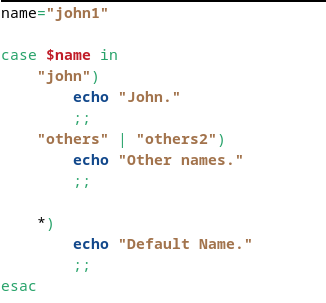 name="john1"

case $name in
    "john")
        echo "John."
        ;;
    "others" | "others2")
        echo "Other names."
        ;;

    *)
        echo "Default Name."
        ;;
esac